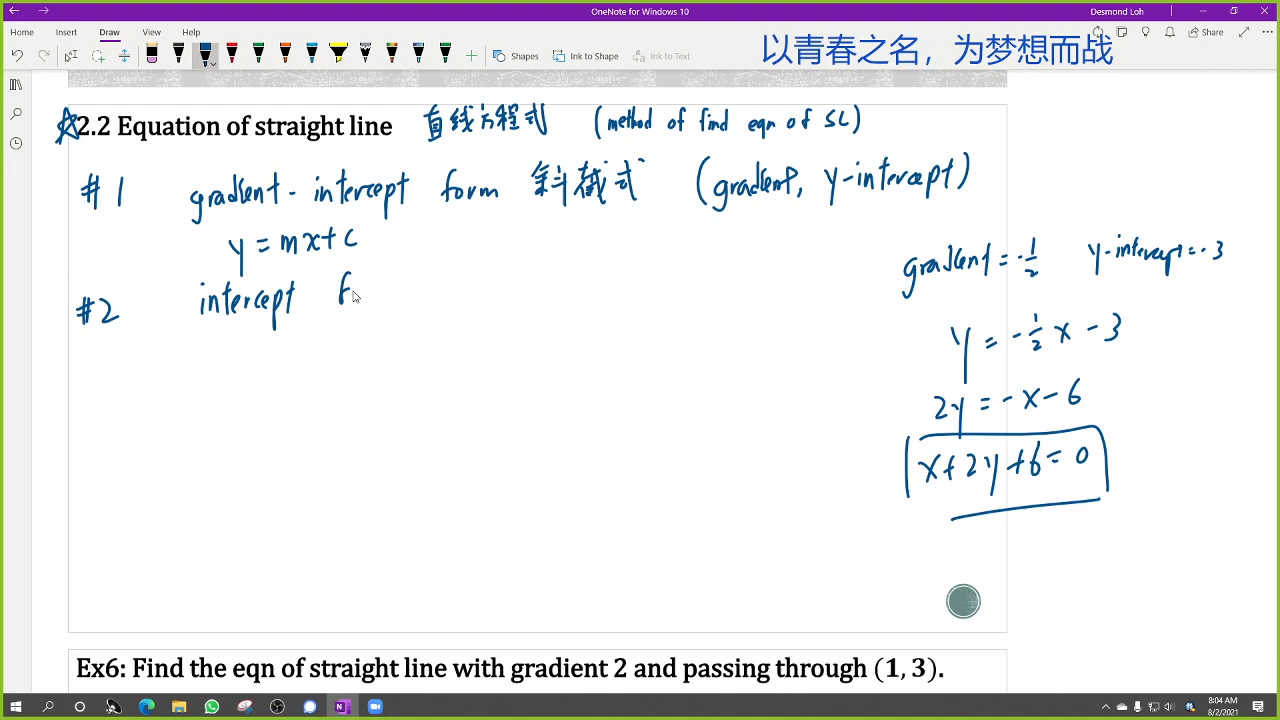 OneNote for Windows 10
Desmond Loh
Home Insert Draw View Help
Shapes Ink to Shape Ink to Text Share
以青春之名，为梦想而战
2.2 Equation of straight line 直线方程式 (method of find eqn of SL)
#1 gradient-intercept form 斜截式 (gradient, y-intercept)
y = mx + c
gradient = -1/2 y-intercept = -3
#2 intercept f
y = -1/2 x - 3
2y = -x - 6
x + 2y + 6 = 0
Ex6: Find the eqn of straight line with gradient 2 and passing through (1, 3).
8:04 AM
8/2/2021